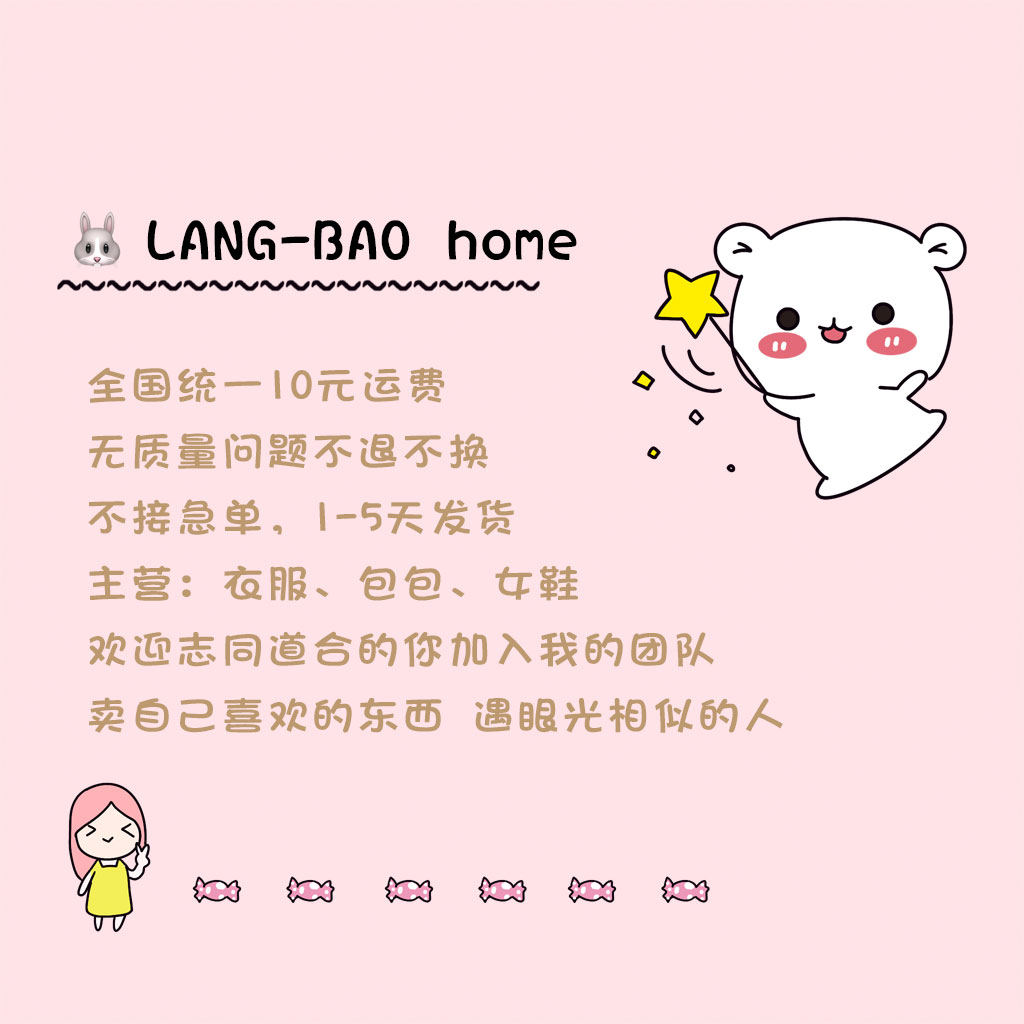 LANG-BAO home
全国统一10元运费
无质量问题不退不换
不接急单，1-5天发货
主营：衣服、包包、女鞋
欢迎志同道合的你加入我的团队
卖自己喜欢的东西 遇眼光相似的人